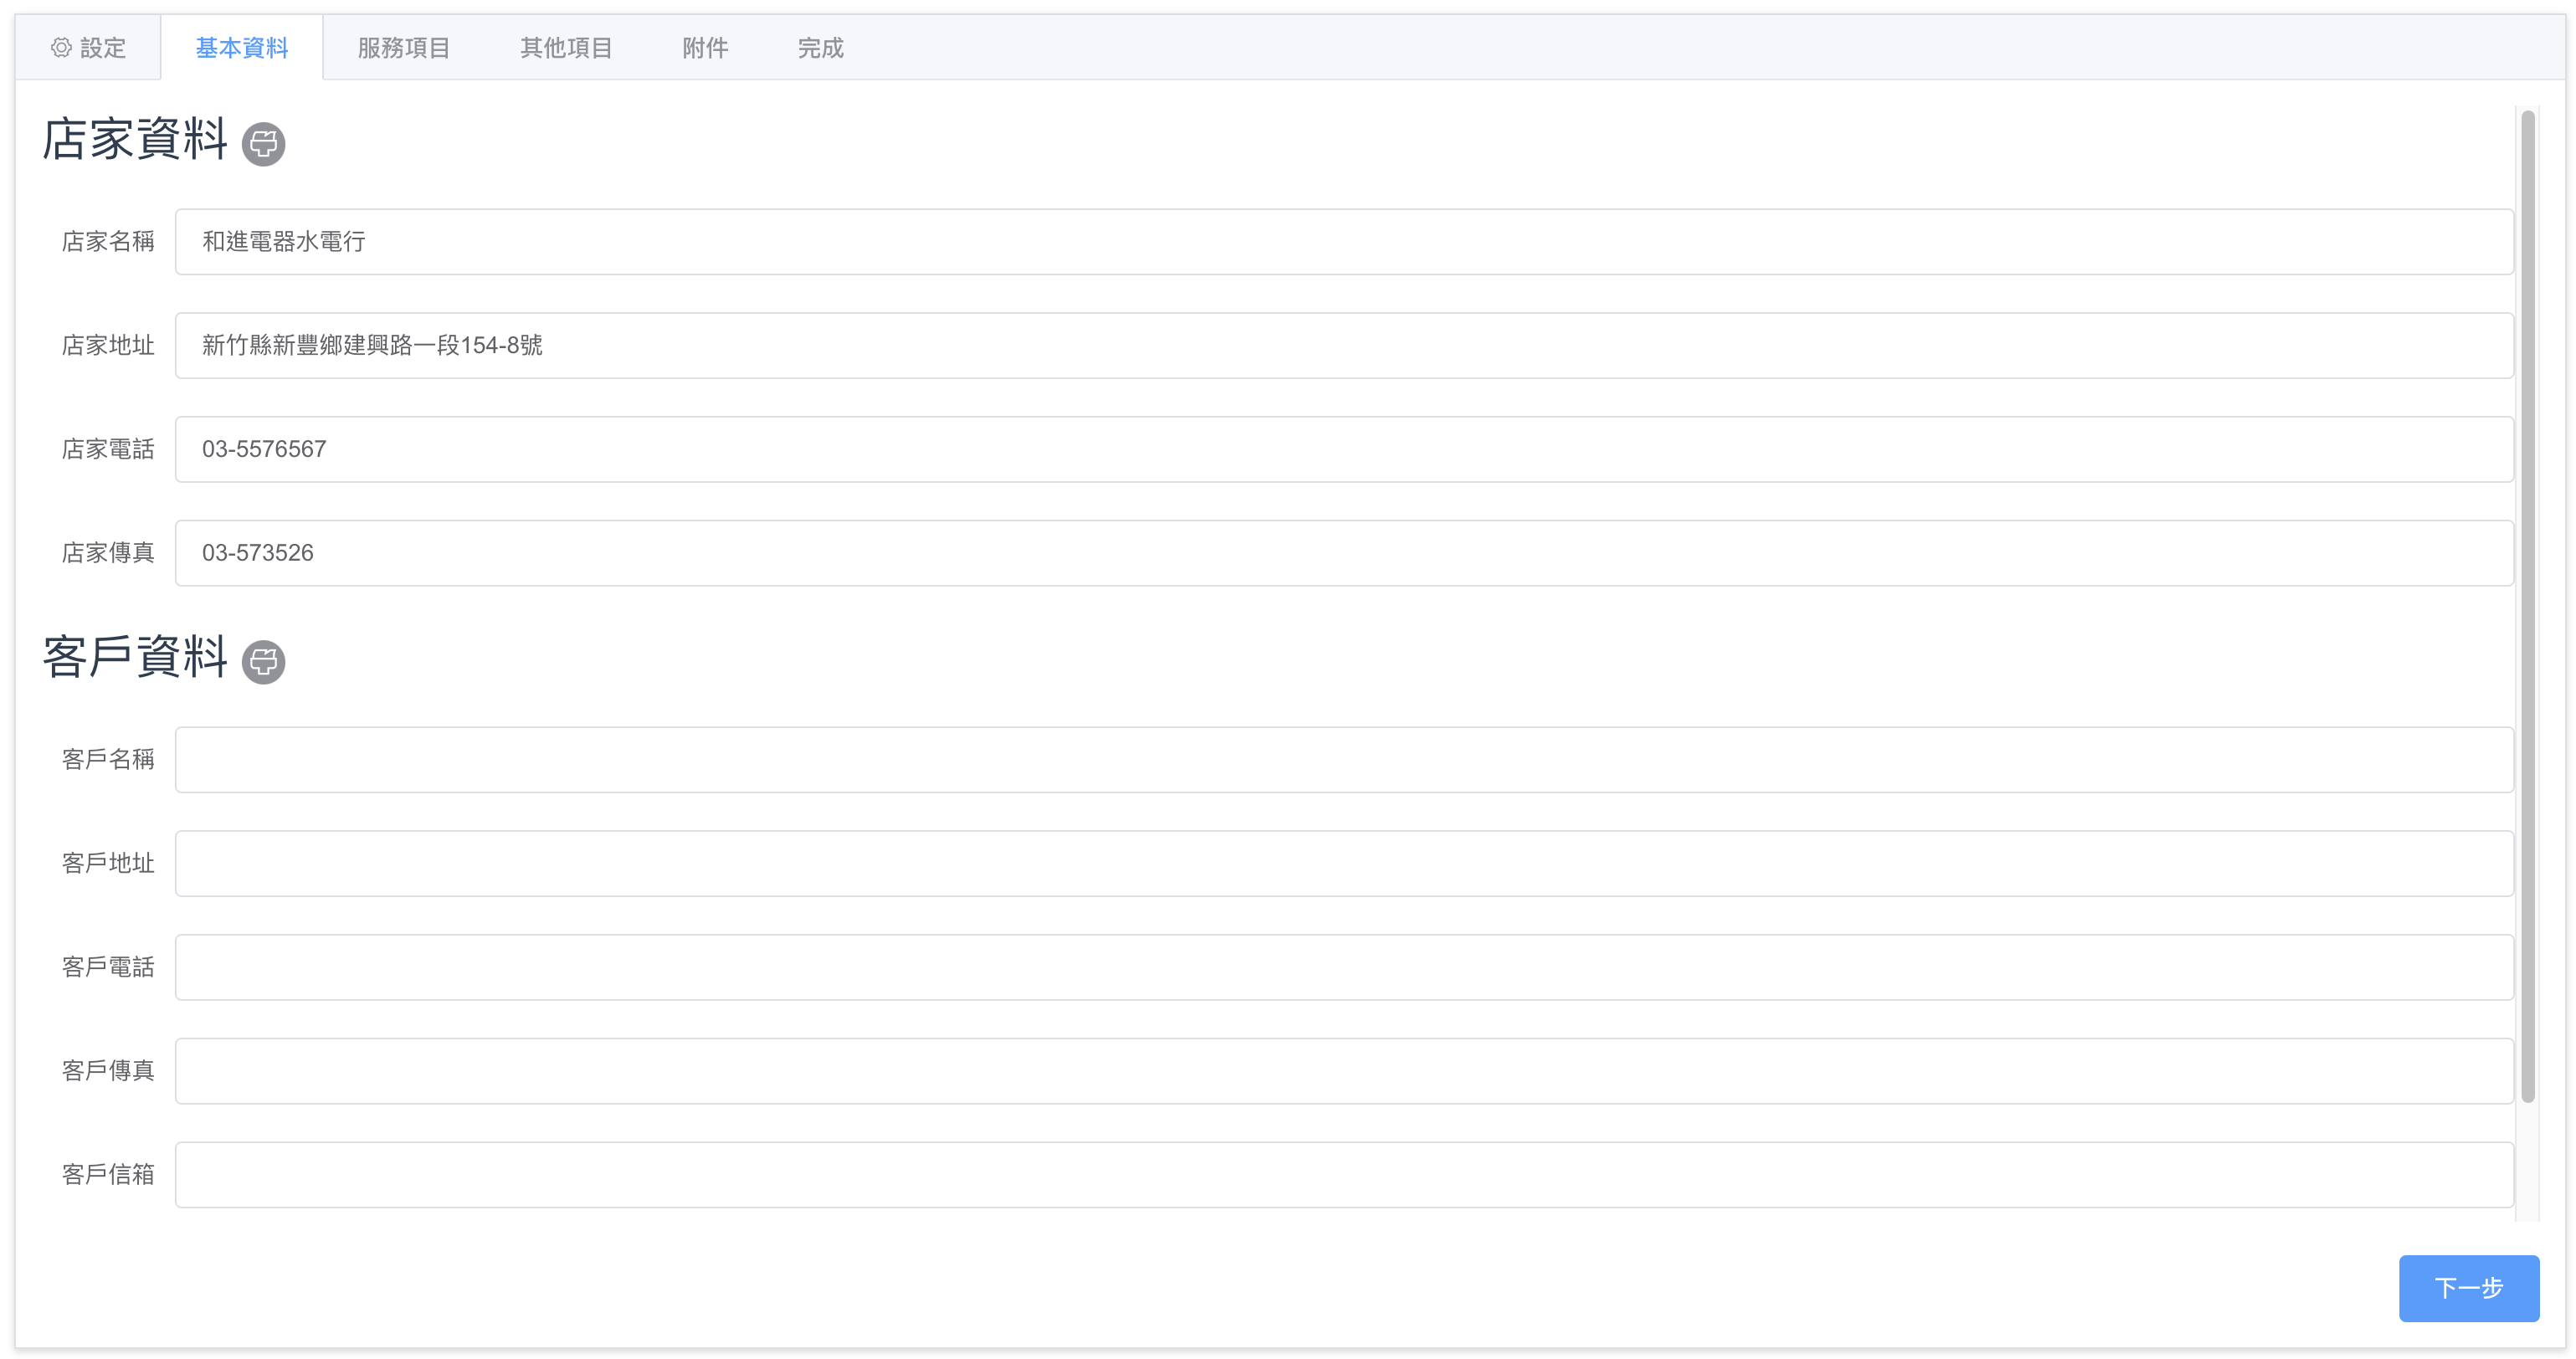 設定 基本資料 服務項目 其他項目 附件 完成
店家資料
店家名稱 和進電器水電行
店家地址 新竹縣新豐鄉建興路一段154-8號
店家電話 03-5576567
店家傳真 03-573526
客戶資料
客戶名稱
客戶地址
客戶電話
客戶傳真
客戶信箱
下一步